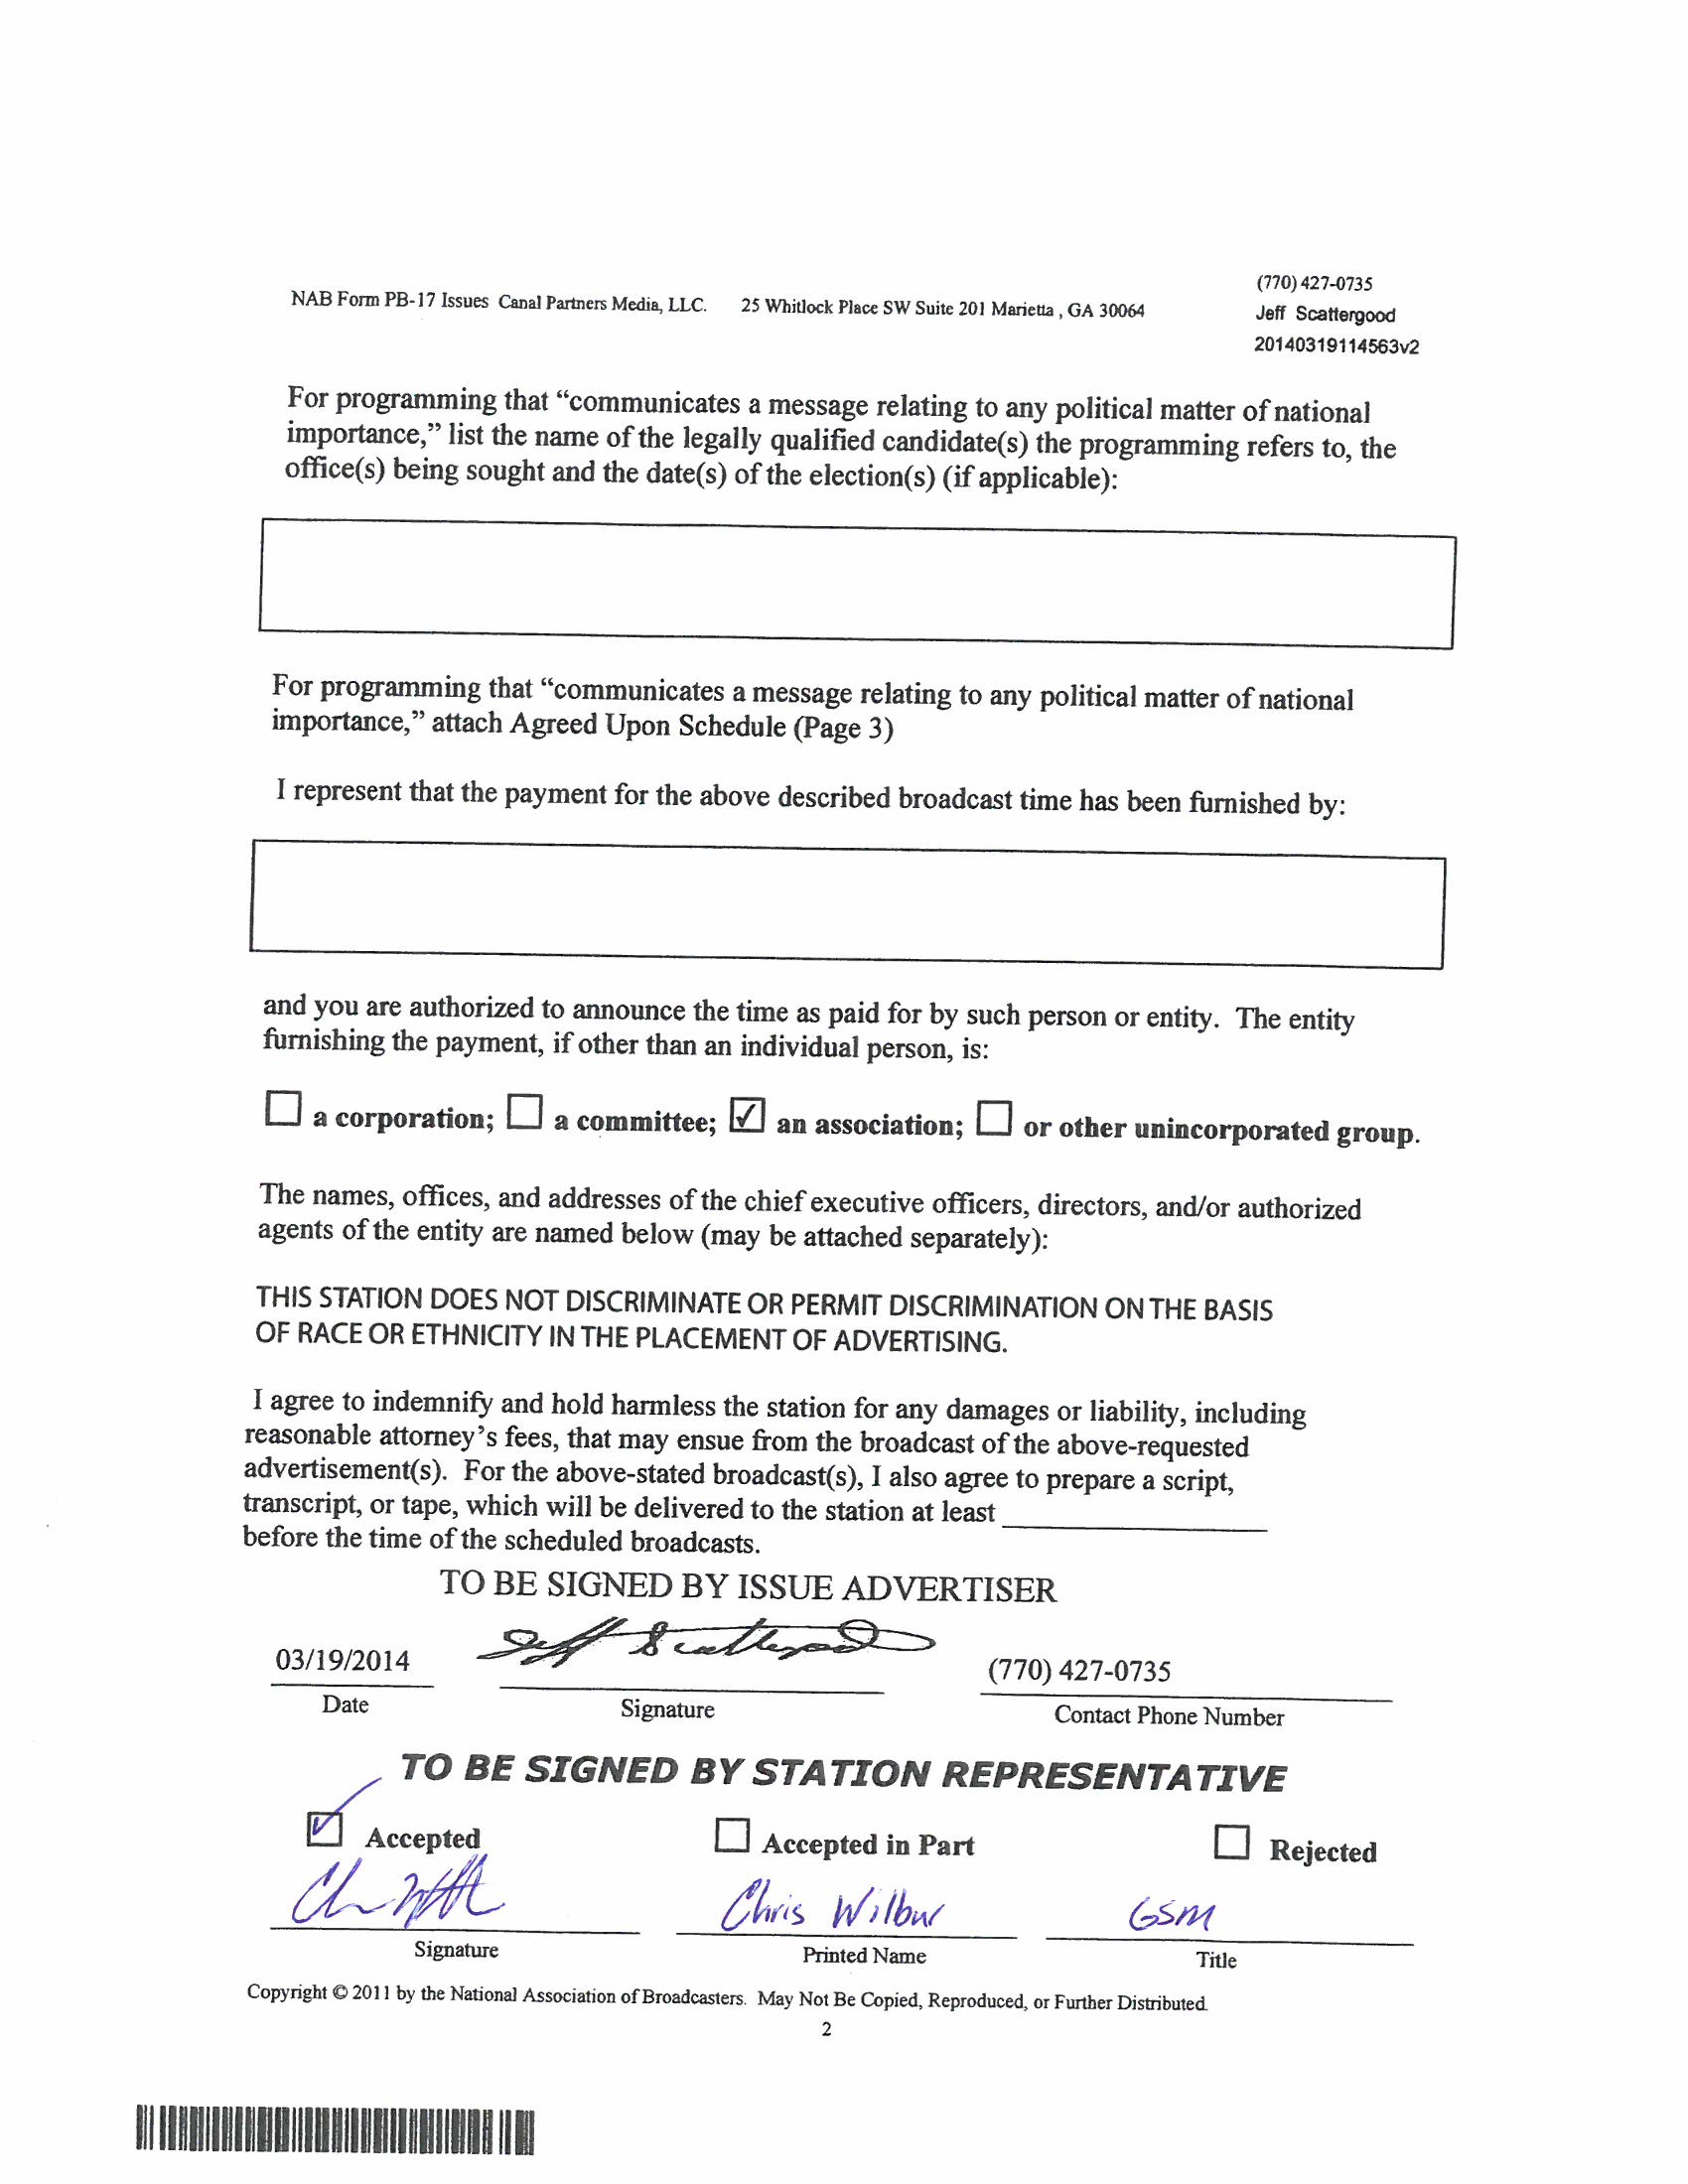 (770) 427-0735
NAB Form PB-17 Issues Canal Partners Media, LLC. 25 Whitlock Place SW Suite 201 Marietta , GA 30064
Jeff Scattergood
20140319114563v2
For programming that “communicates a message relating to any political matter of national
importance,” list the name of the legally qualified candidate(s) the programming refers to, the
office(s) being sought and the date(s) of the election(s) (if applicable):
For programming that “communicates a message relating to any political matter of national
importance,” attach Agreed Upon Schedule (Page 3)
I represent that the payment for the above described broadcast time has been furnished by:
and you are authorized to announce the time as paid for by such person or entity. The entity
furnishing the payment, if other than an individual person, is:
☐ a corporation; ☐ a committee; ☑ an association; ☐ or other unincorporated group.
The names, offices, and addresses of the chief executive officers, directors, and/or authorized
agents of the entity are named below (may be attached separately):
THIS STATION DOES NOT DISCRIMINATE OR PERMIT DISCRIMINATION ON THE BASIS
OF RACE OR ETHNICITY IN THE PLACEMENT OF ADVERTISING.
I agree to indemnify and hold harmless the station for any damages or liability, including
reasonable attorney’s fees, that may ensue from the broadcast of the above-requested
advertisement(s). For the above-stated broadcast(s), I also agree to prepare a script,
transcript, or tape, which will be delivered to the station at least
before the time of the scheduled broadcasts.
TO BE SIGNED BY ISSUE ADVERTISER
03/19/2014 Jeff Scattergood (770) 427-0735
Date Signature Contact Phone Number
TO BE SIGNED BY STATION REPRESENTATIVE
☑ Accepted ☐ Accepted in Part ☐ Rejected
Chris Wilbur GSM
Signature Printed Name Title
Copyright © 2011 by the National Association of Broadcasters. May Not Be Copied, Reproduced, or Further Distributed.
2